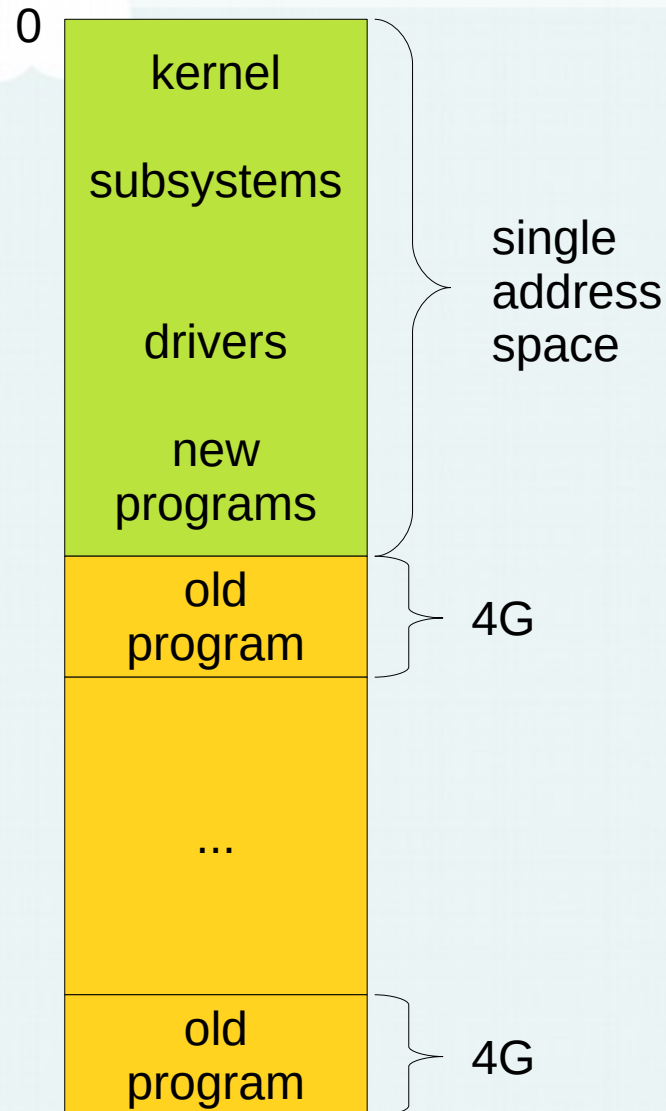 0
kernel
subsystems
drivers
new
programs
single
address
space
old
program
4G
...
old
program
4G